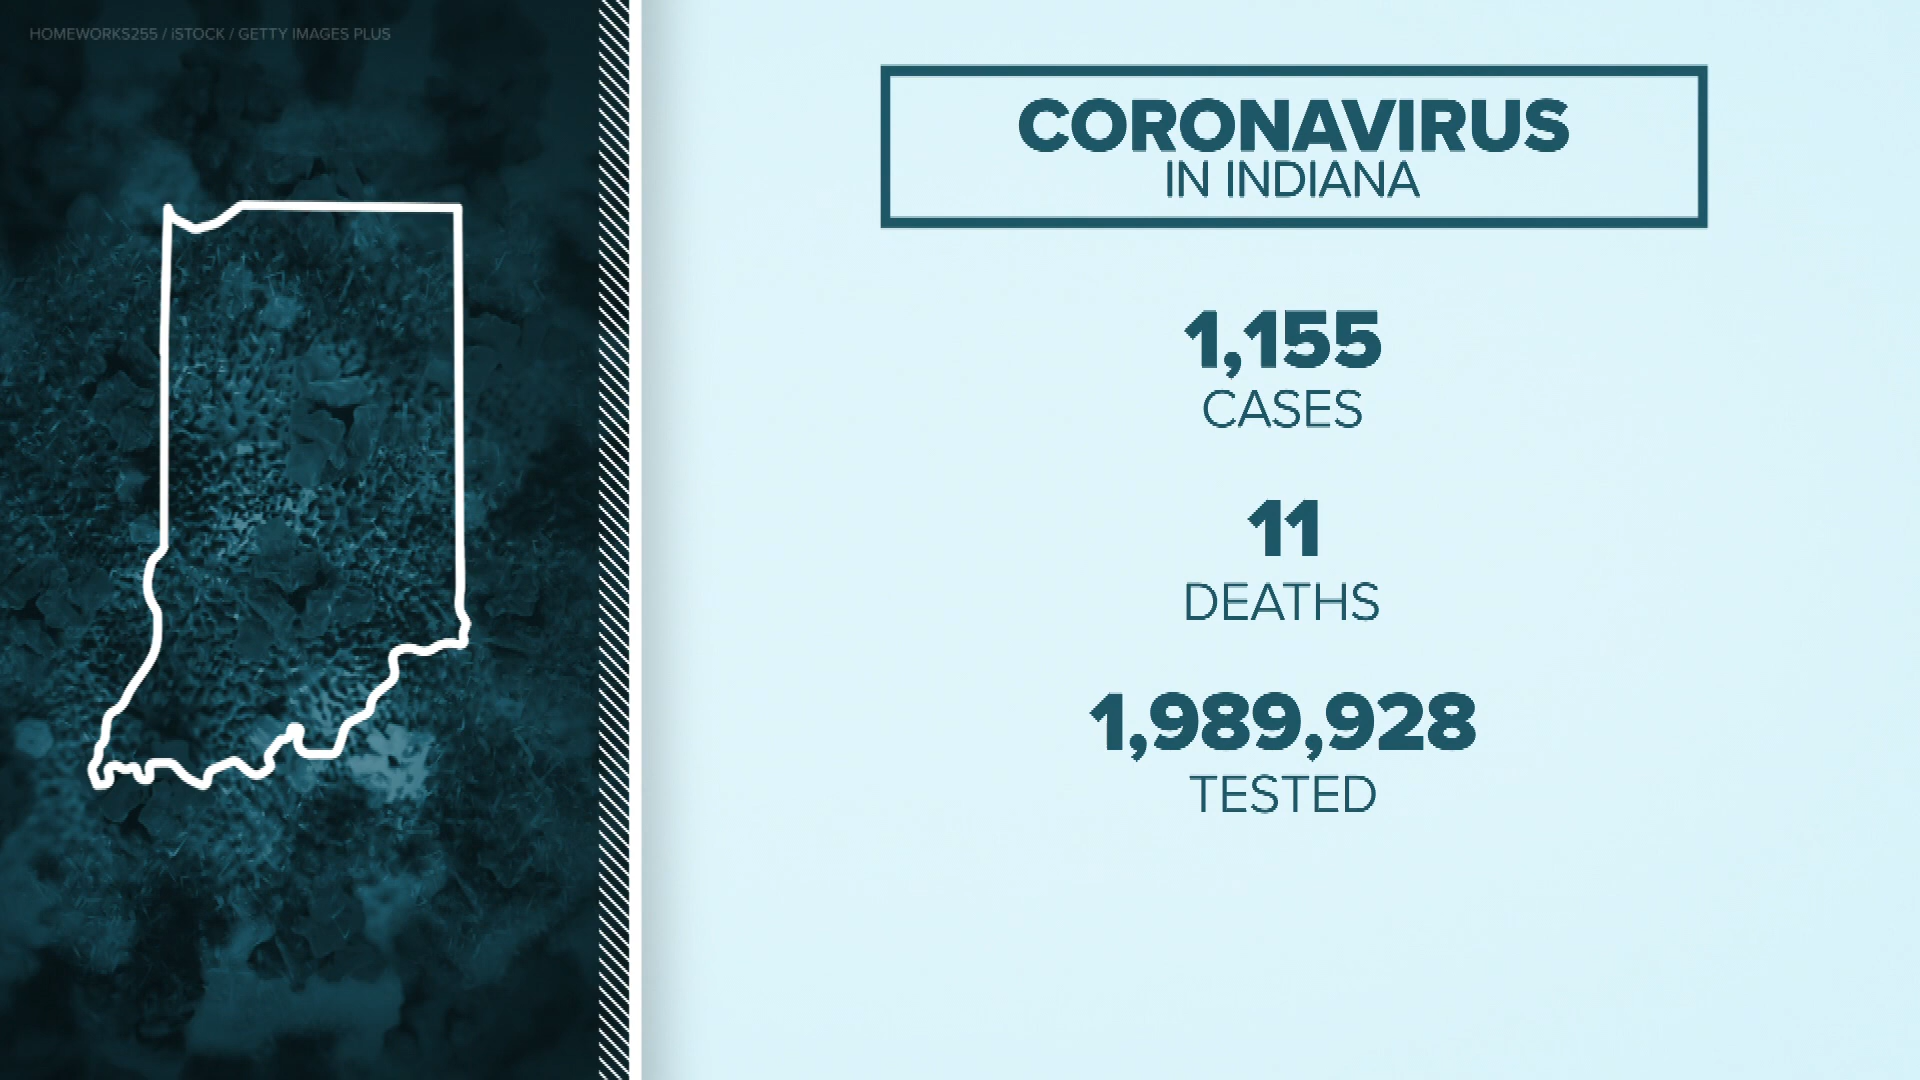 HOMEWORKS255 / iSTOCK / GETTY IMAGES PLUS
CORONAVIRUS
IN INDIANA
1,155
CASES
11
DEATHS
1,989,928
TESTED